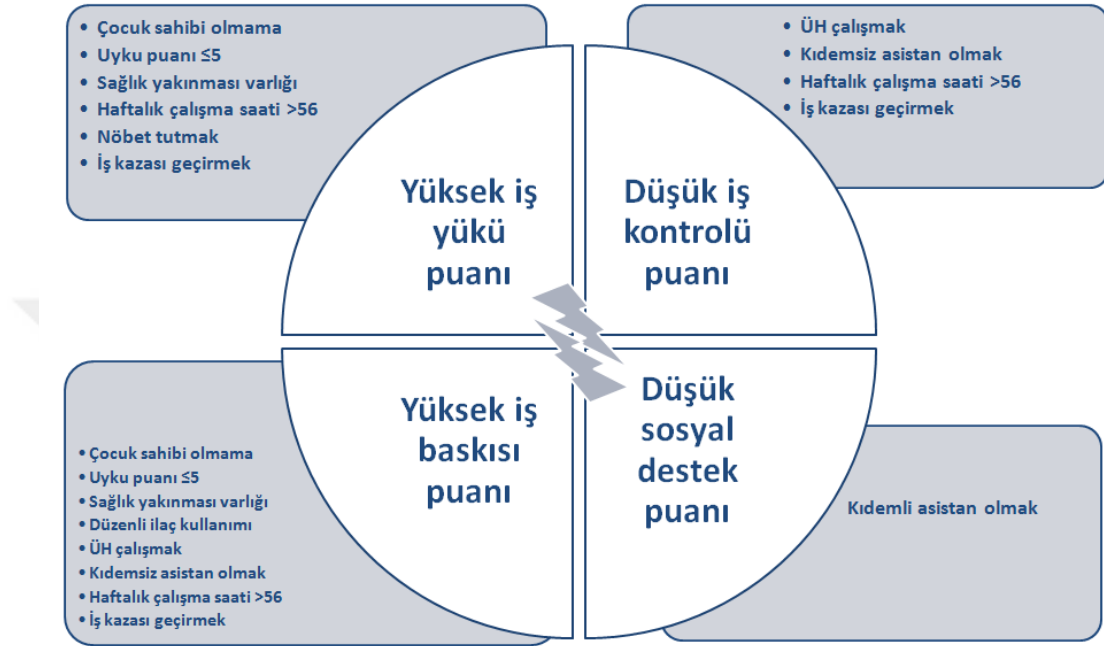 • Çocuk sahibi olmama
• Uyku puanı ≤5
• Sağlık yakınması varlığı
• Haftalık çalışma saati >56
• Nöbet tutmak
• İş kazası geçirmek
• ÜH çalışmak
• Kıdemsiz asistan olmak
• Haftalık çalışma saati >56
• İş kazası geçirmek
Yüksek iş
yükü
puanı
Düşük iş
kontrolü
puanı
Yüksek iş
baskısı
puanı
Düşük
sosyal
destek
puanı
• Çocuk sahibi olmama
• Uyku puanı ≤5
• Sağlık yakınması varlığı
• Düzenli ilaç kullanımı
• ÜH çalışmak
• Kıdemsiz asistan olmak
• Haftalık çalışma saati >56
• İş kazası geçirmek
Kıdemli asistan olmak